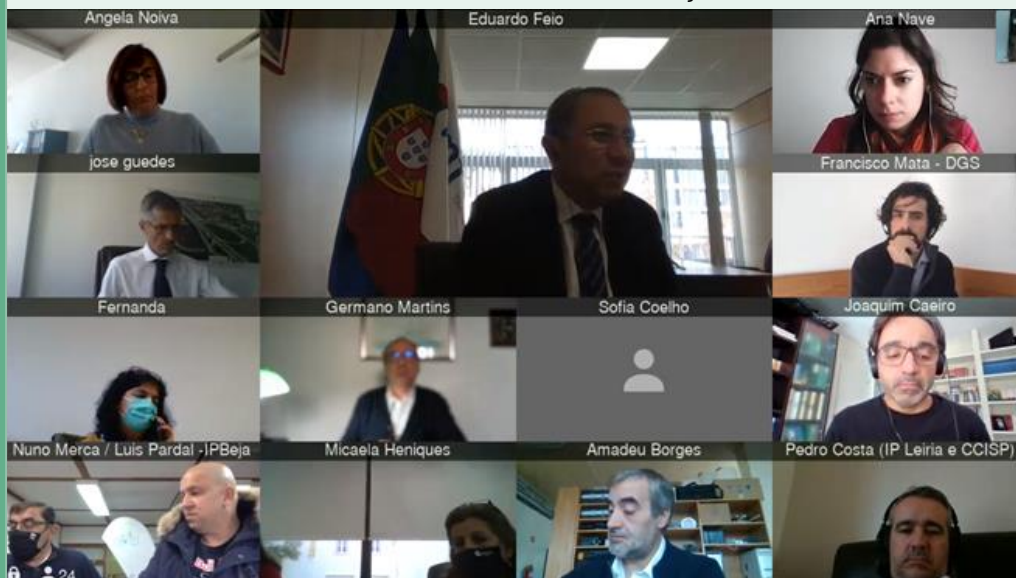 Angela Noiva
Eduardo Feio
Ana Nave
jose guedes
Francisco Mata - DGS
Fernanda
Germano Martins
Sofia Coelho
Joaquim Caeiro
Nuno Merca / Luis Pardal -IPBeja
Micaela Heniques
Amadeu Borges
Pedro Costa (IP Leiria e CCISP)
24